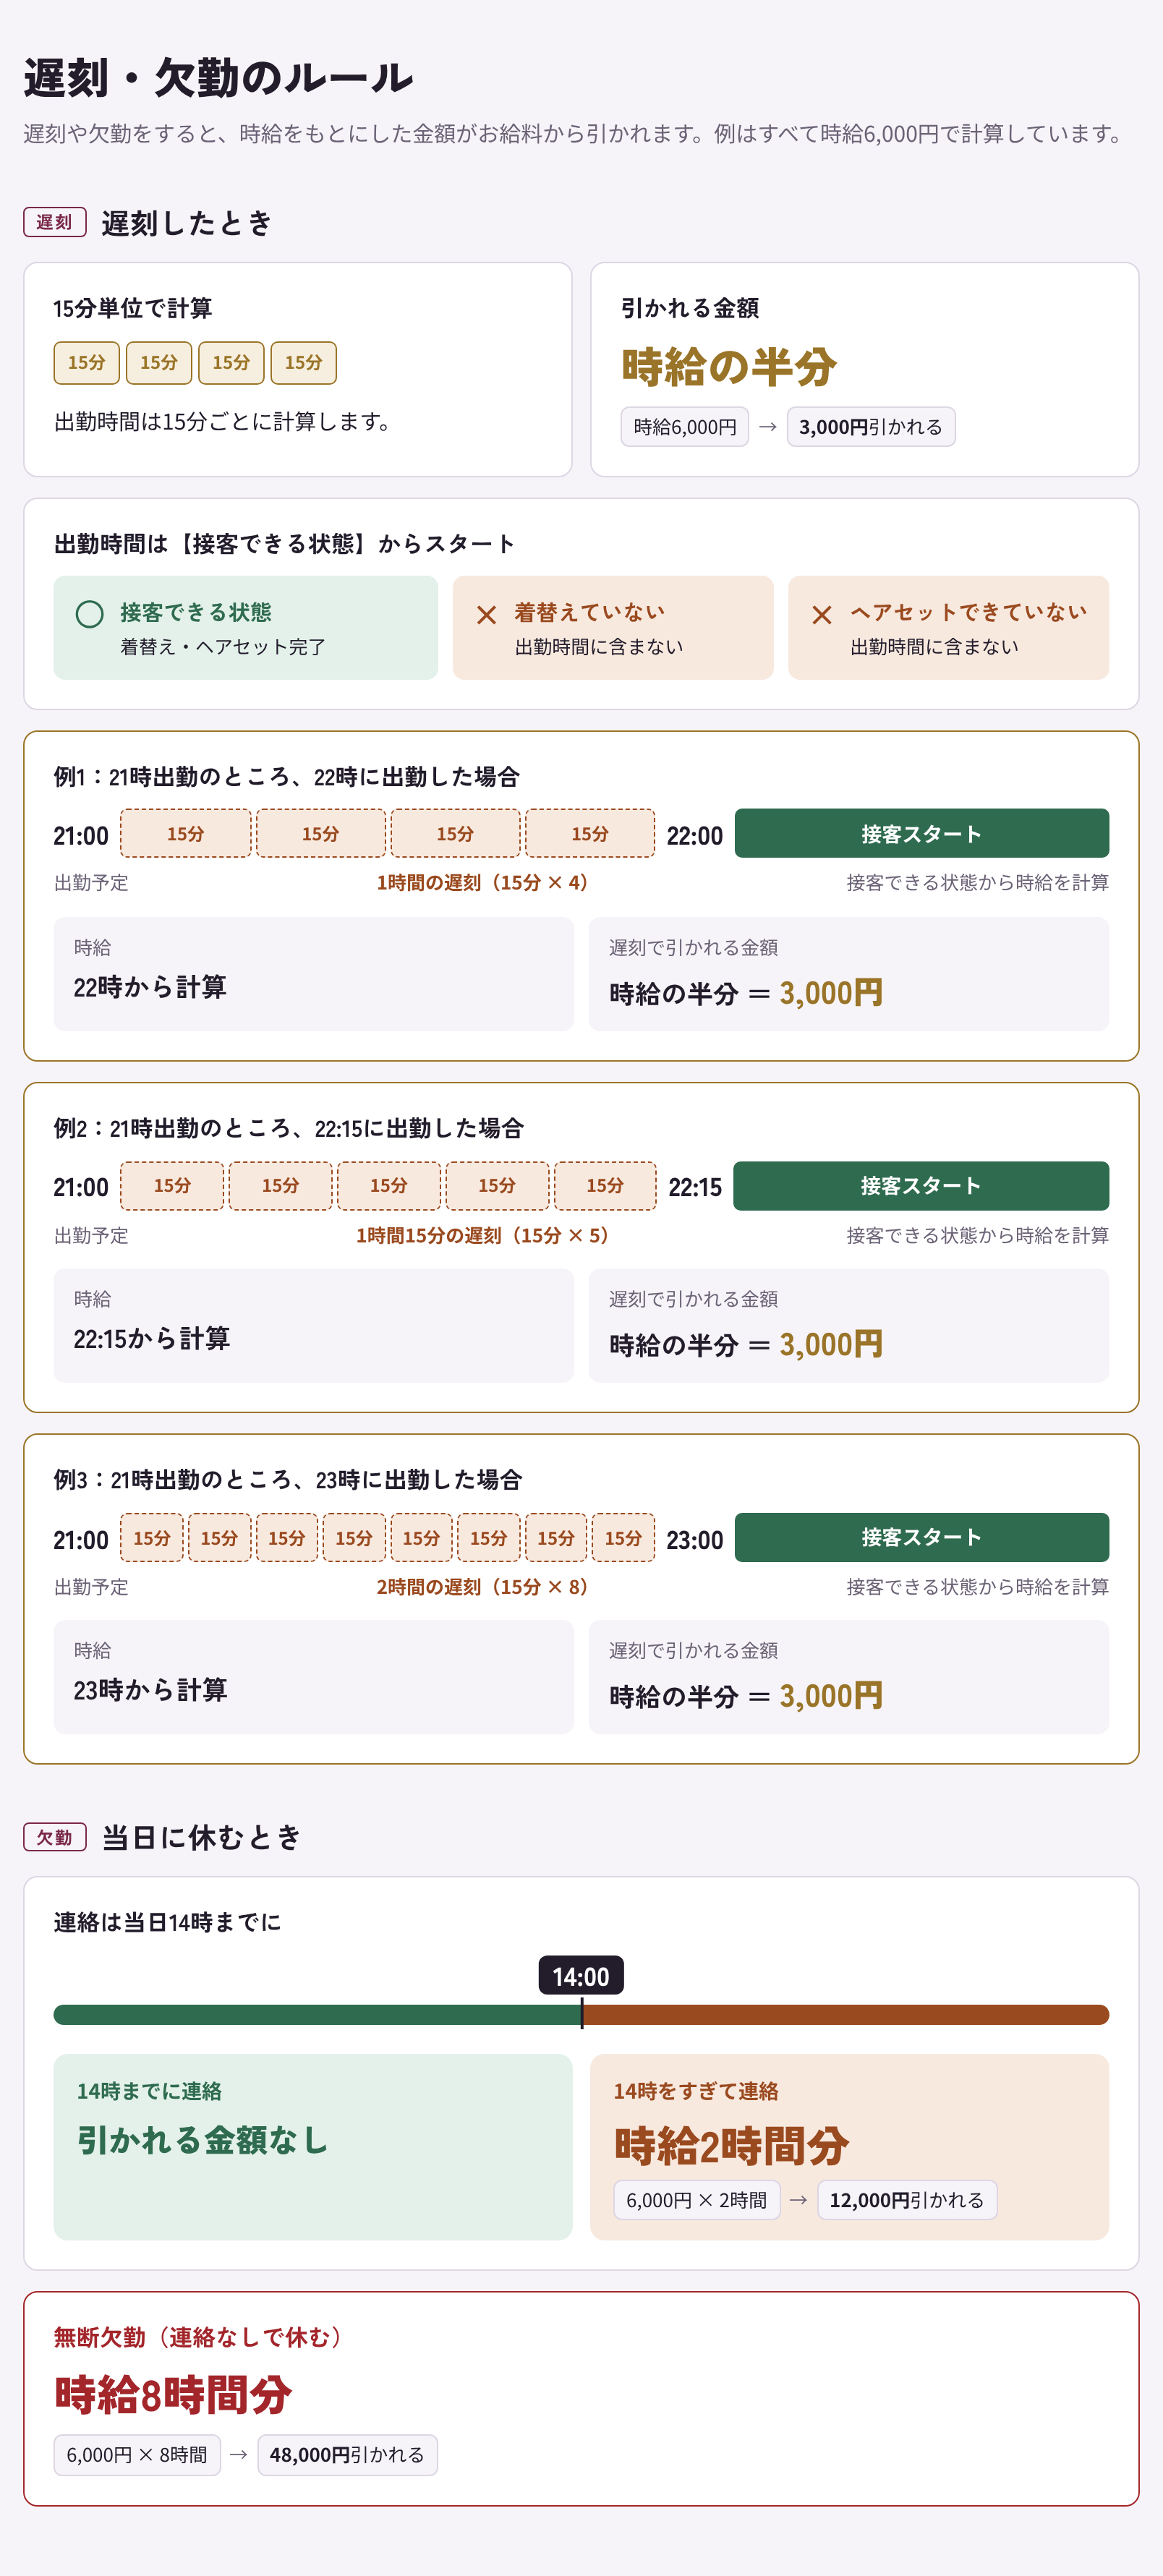 遅刻・欠勤のルール
遅刻や欠勤をすると、時給をもとにした金額がお給料から引かれます。例はすべて時給6,000円で計算しています。
遅刻 遅刻したとき
15分単位で計算
15分 15分 15分 15分
出勤時間は15分ごとに計算します。
引かれる金額
時給の半分
時給6,000円 → 3,000円引かれる
出勤時間は【接客できる状態】からスタート
○ 接客できる状態
着替え・ヘアセット完了
× 着替えていない
出勤時間に含まない
× ヘアセットできていない
出勤時間に含まない
例1：21時出勤のところ、22時に出勤した場合
21:00 15分 15分 15分 15分 22:00 接客スタート
出勤予定 1時間の遅刻（15分 × 4） 接客できる状態から時給を計算
時給
22時から計算
遅刻で引かれる金額
時給の半分 ＝ 3,000円
例2：21時出勤のところ、22:15に出勤した場合
21:00 15分 15分 15分 15分 15分 22:15 接客スタート
出勤予定 1時間15分の遅刻（15分 × 5） 接客できる状態から時給を計算
時給
22:15から計算
遅刻で引かれる金額
時給の半分 ＝ 3,000円
例3：21時出勤のところ、23時に出勤した場合
21:00 15分 15分 15分 15分 15分 15分 15分 15分 23:00 接客スタート
出勤予定 2時間の遅刻（15分 × 8） 接客できる状態から時給を計算
時給
23時から計算
遅刻で引かれる金額
時給の半分 ＝ 3,000円
欠勤 当日に休むとき
連絡は当日14時までに
14:00
14時までに連絡
引かれる金額なし
14時をすぎて連絡
時給2時間分
6,000円 × 2時間 → 12,000円引かれる
無断欠勤（連絡なしで休む）
時給8時間分
6,000円 × 8時間 → 48,000円引かれる